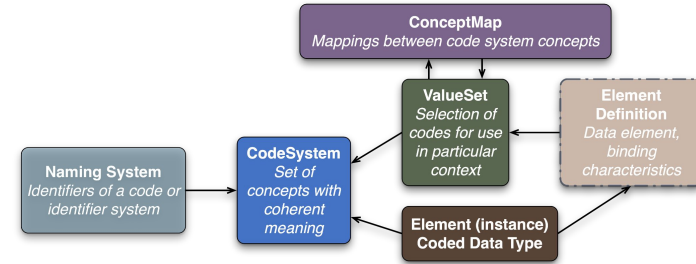 ConceptMap
Mappings between code system concepts
ValueSet
Selection of
codes for use
in particular
context
Element
Definition
Data element,
binding
characteristics
Naming System
Identifiers of a code or
identifier system
CodeSystem
Set of
concepts with
coherent
meaning
Element (instance)
Coded Data Type